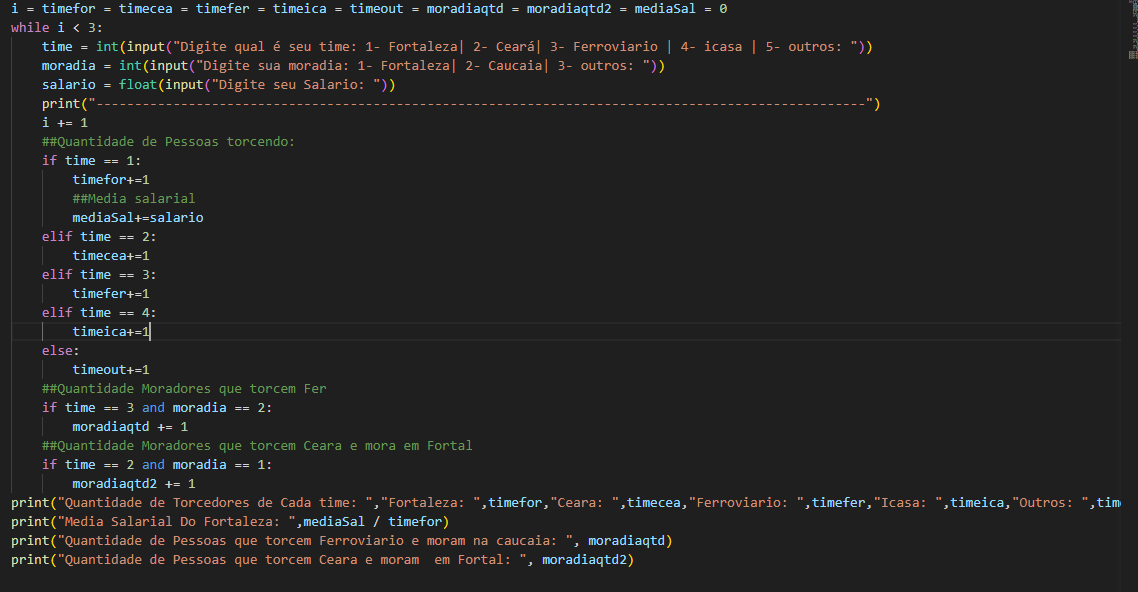 i = timefor = timecea = timefer = timeica = timeout = moradiaqtd = moradiaqtd2 = mediaSal = 0
while i < 3:
    time = int(input("Digite qual é seu time: 1- Fortaleza| 2- Ceará| 3- Ferroviario | 4- icasa | 5- outros: "))
    moradia = int(input("Digite sua moradia: 1- Fortaleza| 2- Caucaia| 3- outros: "))
    salario = float(input("Digite seu Salario: "))
    print("----------------------------------------------------------------------------------------------------")
    i += 1
    ##Quantidade de Pessoas torcendo:
    if time == 1:
        timefor+=1
        ##Media salarial
        mediaSal+=salario
    elif time == 2:
        timecea+=1
    elif time == 3:
        timefer+=1
    elif time == 4:
        timeica+=1
    else:
        timeout+=1
    ##Quantidade Moradores que torcem Fer
    if time == 3 and moradia == 2:
        moradiaqtd += 1
    ##Quantidade Moradores que torcem Ceara e mora em Fortal
    if time == 2 and moradia == 1:
        moradiaqtd2 += 1
print("Quantidade de Torcedores de Cada time: ","Fortaleza: ",timefor,"Ceara: ",timecea,"Ferroviario: ",timefer,"Icasa: ",timeica,"Outros: ",tim
print("Media Salarial Do Fortaleza: ",mediaSal / timefor)
print("Quantidade de Pessoas que torcem Ferroviario e moram na caucaia: ", moradiaqtd)
print("Quantidade de Pessoas que torcem Ceara e moram  em Fortal: ", moradiaqtd2)